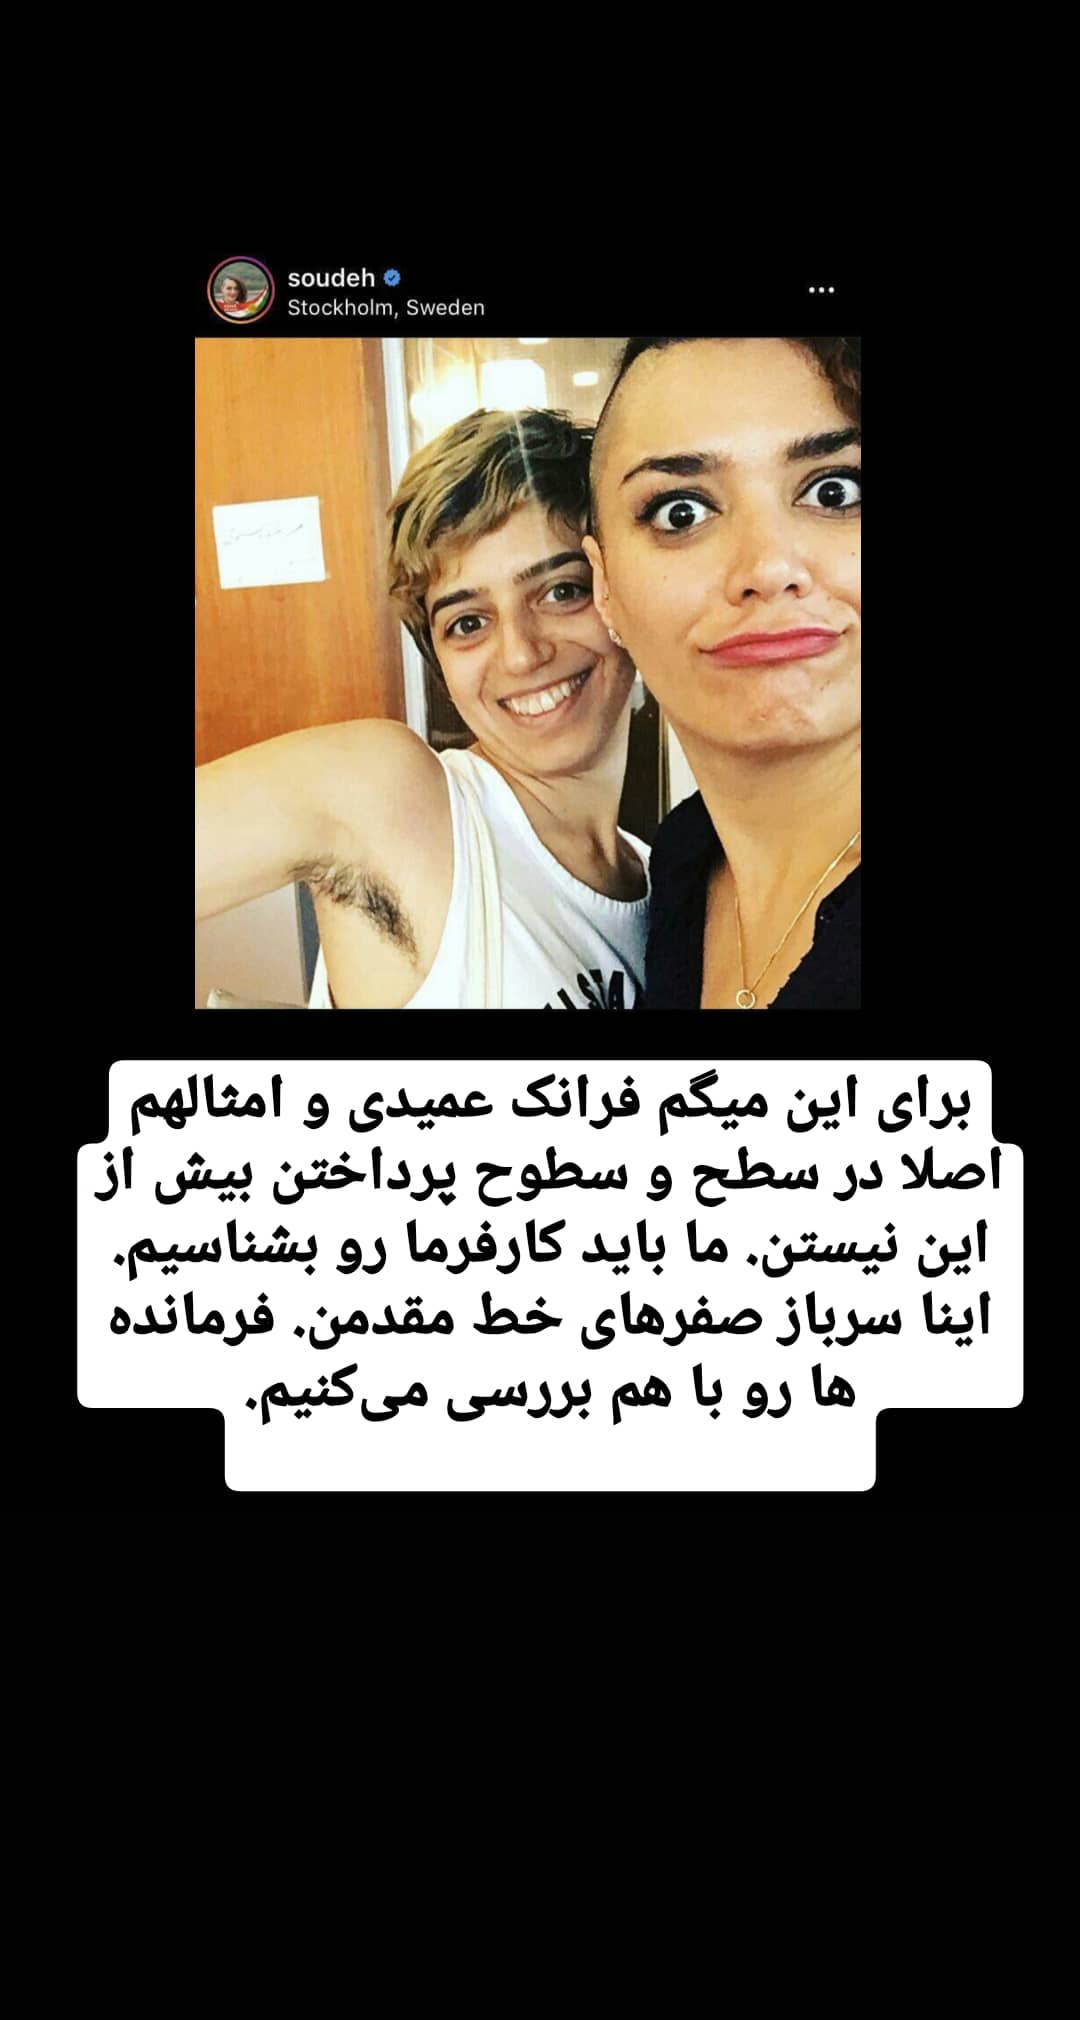 soudeh
Stockholm, Sweden
برای این میگم فرانک عمیدی و امثالهم
اصلا در سطح و سطوح پرداختن بیش از
این نیستن. ما باید کارفرما رو بشناسیم.
اینا سرباز صفرهای خط مقدمن. فرمانده
ها رو با هم بررسی می‌کنیم.